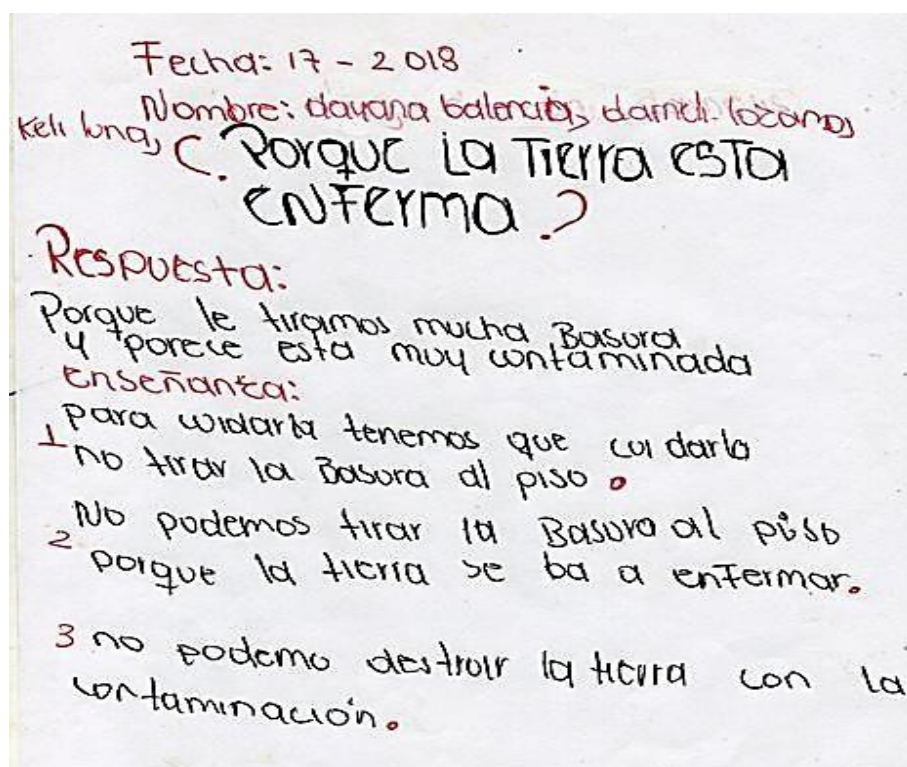 Fecha: 17 - 2018
Nombre: dayana balencia, darneli lozano,
Keli luna,
¿Porque la Tierra esta
enferma?
Respuesta:
Porque le tiramos mucha Basura
y porece esta muy contaminada
enseñanza:
para cuidarla tenemos que cuidarla
1 no tirar la Basura al piso.
No podemos tirar la Basura al piso
2 porque la tierra se ba a enfermar.
3 no podemo destruir la tierra con la
contaminación.